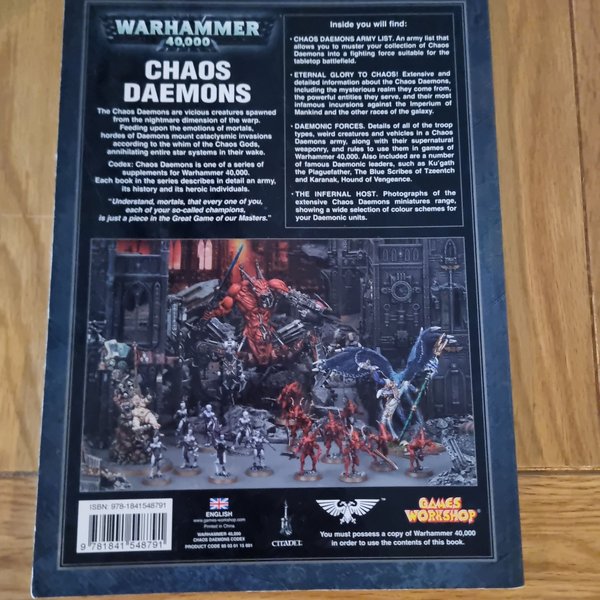 WARHAMMER
40,000
CHAOS
DAEMONS
The Chaos Daemons are vicious creatures spawned
from the nightmare dimension of the warp.
Feeding upon the emotions of mortals,
hordes of Daemons mount cataclysmic invasions
according to the whim of the Chaos Gods,
annihilating entire star systems in their wake.
Codex: Chaos Daemons is one of a series of
supplements for Warhammer 40,000.
Each book in the series describes in detail an army,
its history and its heroic individuals.
"Understand, mortals, that every one of you,
each of your so-called champions,
is just a piece in the Great Game of our Masters."
Inside you will find:
• CHAOS DAEMONS ARMY LIST. An army list that
allows you to muster your collection of Chaos
Daemons into a fighting force suitable for the
tabletop battlefield.
• ETERNAL GLORY TO CHAOS! Extensive and
detailed information about the Chaos Daemons,
including the mysterious realm they come from,
the powerful entities they serve, and their most
infamous incursions against the Imperium of
Mankind and the other races of the galaxy.
• DAEMONIC FORCES. Details of all of the troop
types, weird creatures and vehicles in a Chaos
Daemons army, along with their supernatural
weaponry, and rules to use them in games of
Warhammer 40,000. Also included are a number
of famous Daemonic leaders, such as Ku'gath
the Plaguefather, The Blue Scribes of Tzeentch
and Karanak, Hound of Vengeance.
• THE INFERNAL HOST. Photographs of the
extensive Chaos Daemons miniatures range,
showing a wide selection of colour schemes for
your Daemonic units.
ISBN: 978-1841548791
9 781841 548791
ENGLISH
www.games-workshop.com
Printed in China
WARHAMMER 40,000
CHAOS DAEMONS CODEX
PRODUCT CODE 60 03 01 15 001
CITADEL
GAMES
WORKSHOP
You must possess a copy of Warhammer 40,000
in order to use the contents of this book.